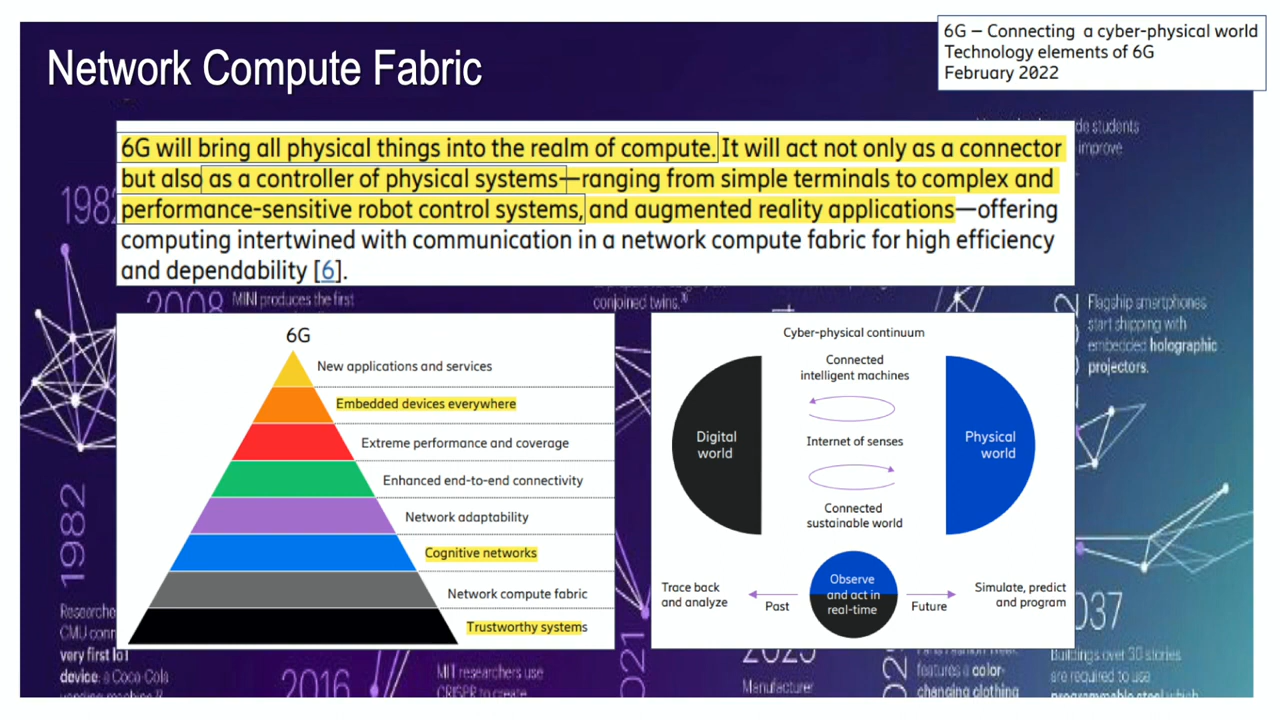 Network Compute Fabric
6G – Connecting a cyber-physical world
Technology elements of 6G
February 2022
de students
improve
6G will bring all physical things into the realm of compute. It will act not only as a connector
but also as a controller of physical systems—ranging from simple terminals to complex and
performance-sensitive robot control systems, and augmented reality applications—offering
computing intertwined with communication in a network compute fabric for high efficiency
and dependability [6].
1982
2008
MINI produces the first
conjoined twins.
Flagship smartphones
start shipping with
embedded holographic
projectors.
6G
New applications and services
Embedded devices everywhere
Extreme performance and coverage
Enhanced end-to-end connectivity
Network adaptability
Cognitive networks
Network compute fabric
Trustworthy systems
Cyber-physical continuum
Connected
intelligent machines
Digital
world
Internet of senses
Physical
world
Connected
sustainable world
Trace back
and analyze
Past
Observe
and act in
real-time
Future
Simulate, predict
and program
1982
Researche
CMU conn
very first IoT
device: a Coca-Cola
vending machine
2016
MIT researchers use
CRISPR to create
021
2025
Manufacturer
features a color-
changing clothing
037
Buildings over 30 stories
are required to use
programmable steel which